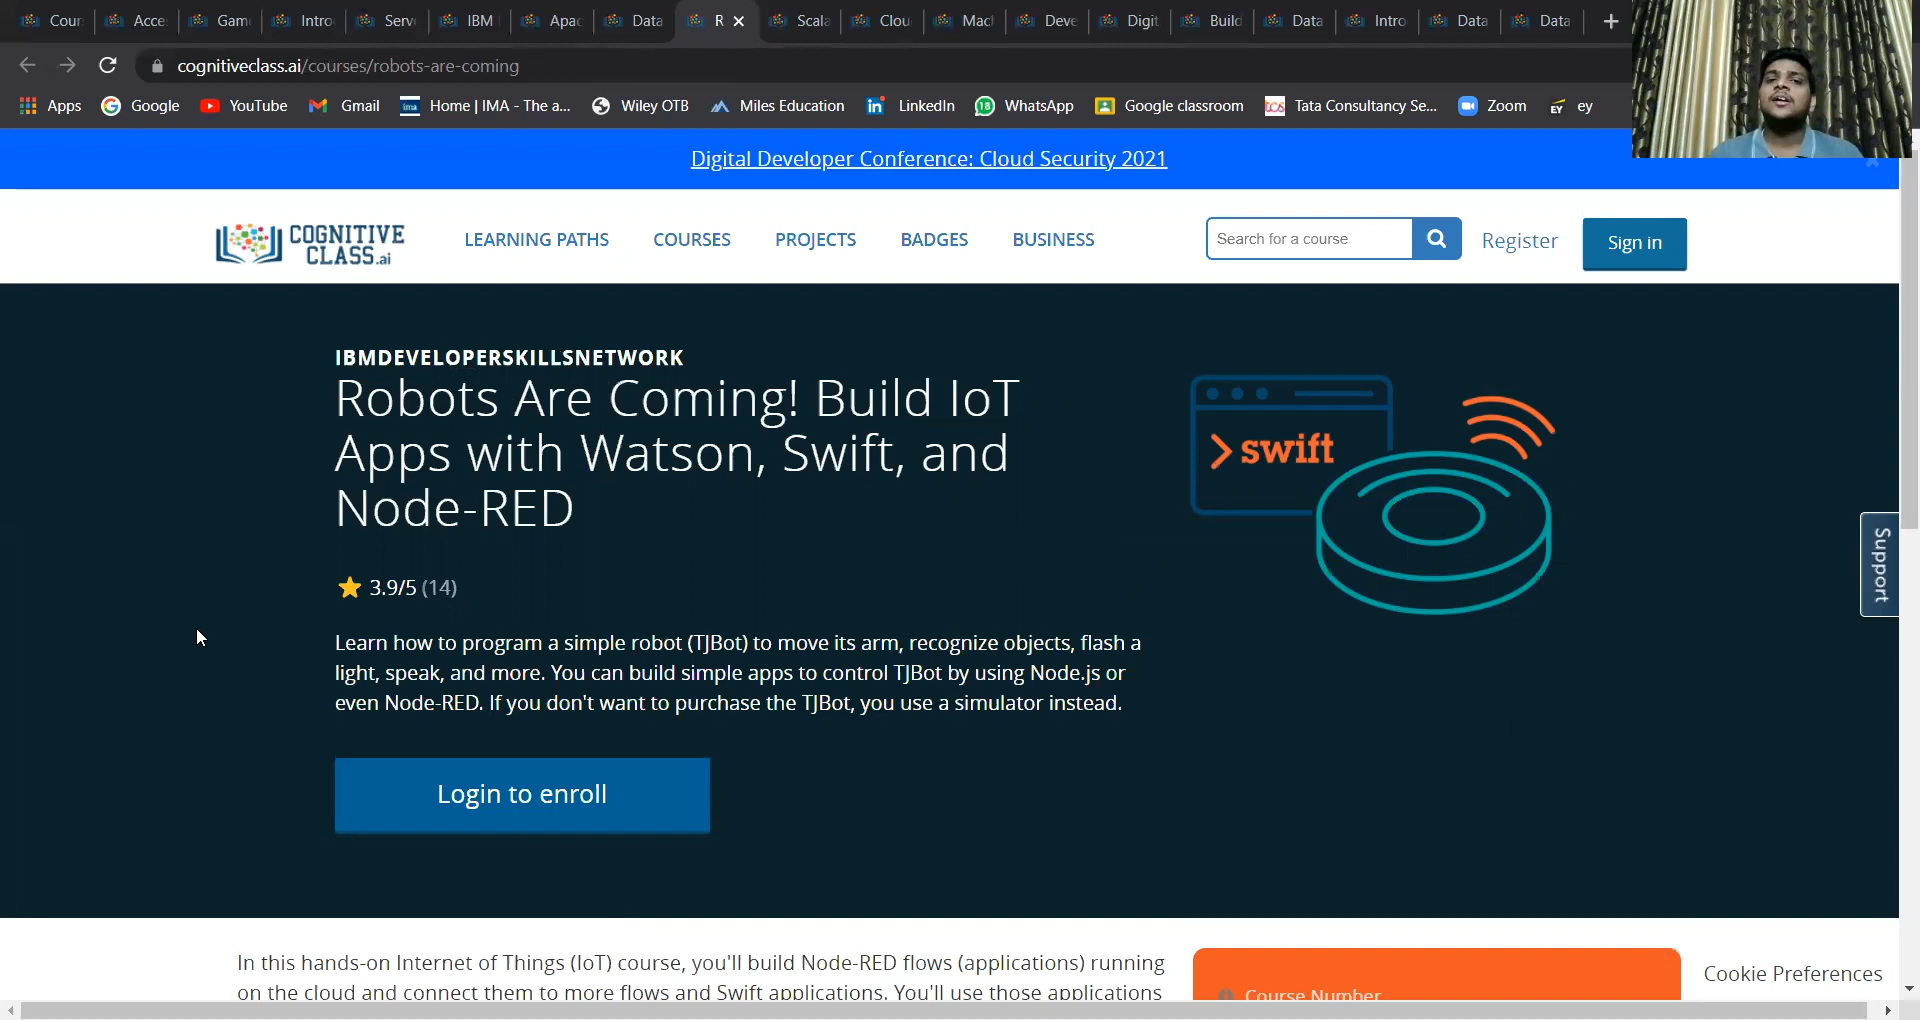 Cour
Acce
Gam
Intro
Serv
IBM
Apac
Data
R
Scala
Clou
Mach
Deve
Digit
Build
Data
Intro
Data
Data
cognitiveclass.ai/courses/robots-are-coming
Apps
Google
YouTube
Gmail
Home | IMA - The a...
Wiley OTB
Miles Education
LinkedIn
WhatsApp
Google classroom
Tata Consultancy Se...
Zoom
EY
ey
Digital Developer Conference: Cloud Security 2021
COGNITIVE
CLASS.ai
LEARNING PATHS
COURSES
PROJECTS
BADGES
BUSINESS
Search for a course
Register
Sign in
IBMDEVELOPERSKILLSNETWORK
Robots Are Coming! Build IoT
Apps with Watson, Swift, and
Node-RED
> swift
3.9/5 (14)
Support
Learn how to program a simple robot (TJBot) to move its arm, recognize objects, flash a
light, speak, and more. You can build simple apps to control TJBot by using Node.js or
even Node-RED. If you don't want to purchase the TJBot, you use a simulator instead.
Login to enroll
In this hands-on Internet of Things (IoT) course, you'll build Node-RED flows (applications) running
on the cloud and connect them to more flows and Swift applications. You'll use those applications
Course Number
Cookie Preferences